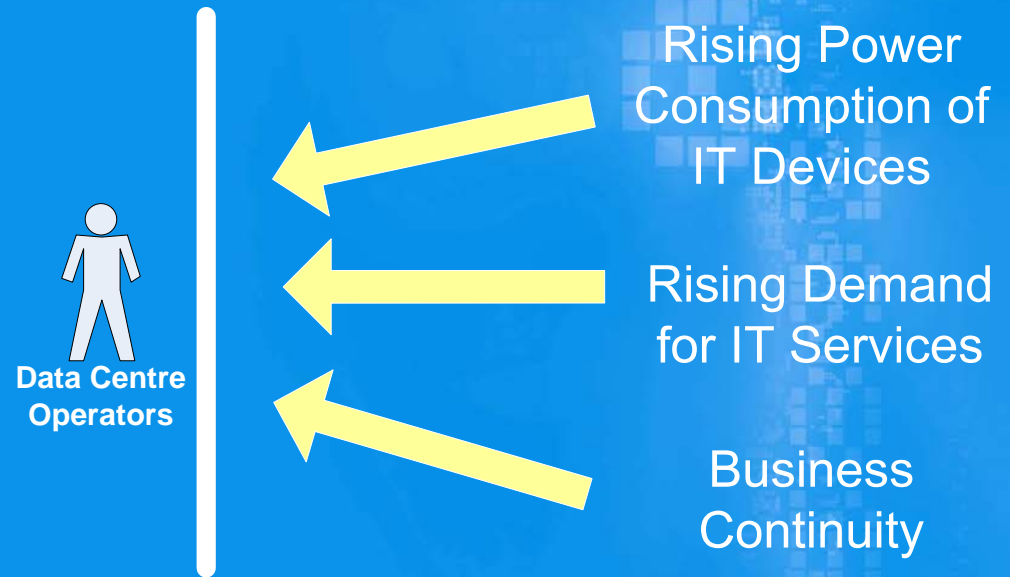 Rising Power
Consumption of
IT Devices
Rising Demand
for IT Services
Data Centre
Operators
Business
Continuity